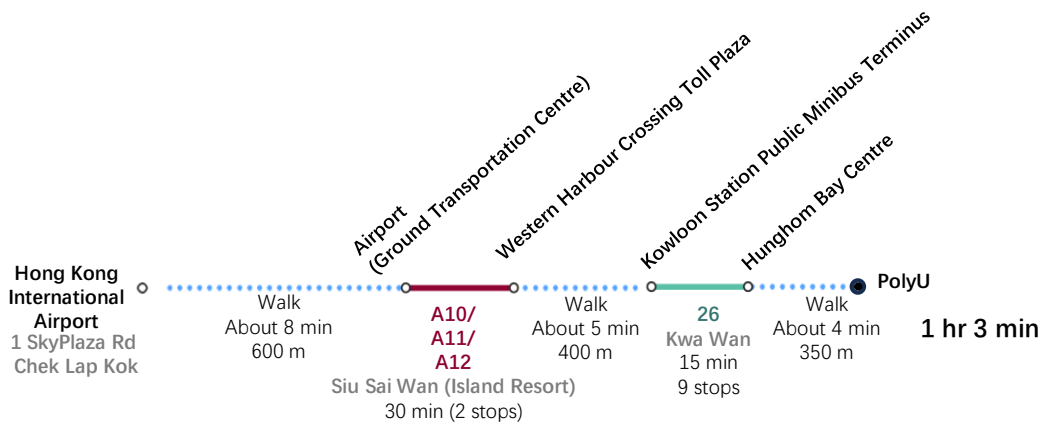 Airport
(Ground Transportation Centre)
Western Harbour Crossing Toll Plaza
Kowloon Station Public Minibus Terminus
Hunghom Bay Centre
Hong Kong
International
Airport
1 SkyPlaza Rd
Chek Lap Kok
Walk
About 8 min
600 m
A10/
A11/
A12
Siu Sai Wan (Island Resort)
30 min (2 stops)
Walk
About 5 min
400 m
26
Kwa Wan
15 min
9 stops
Walk
About 4 min
350 m
PolyU
1 hr 3 min